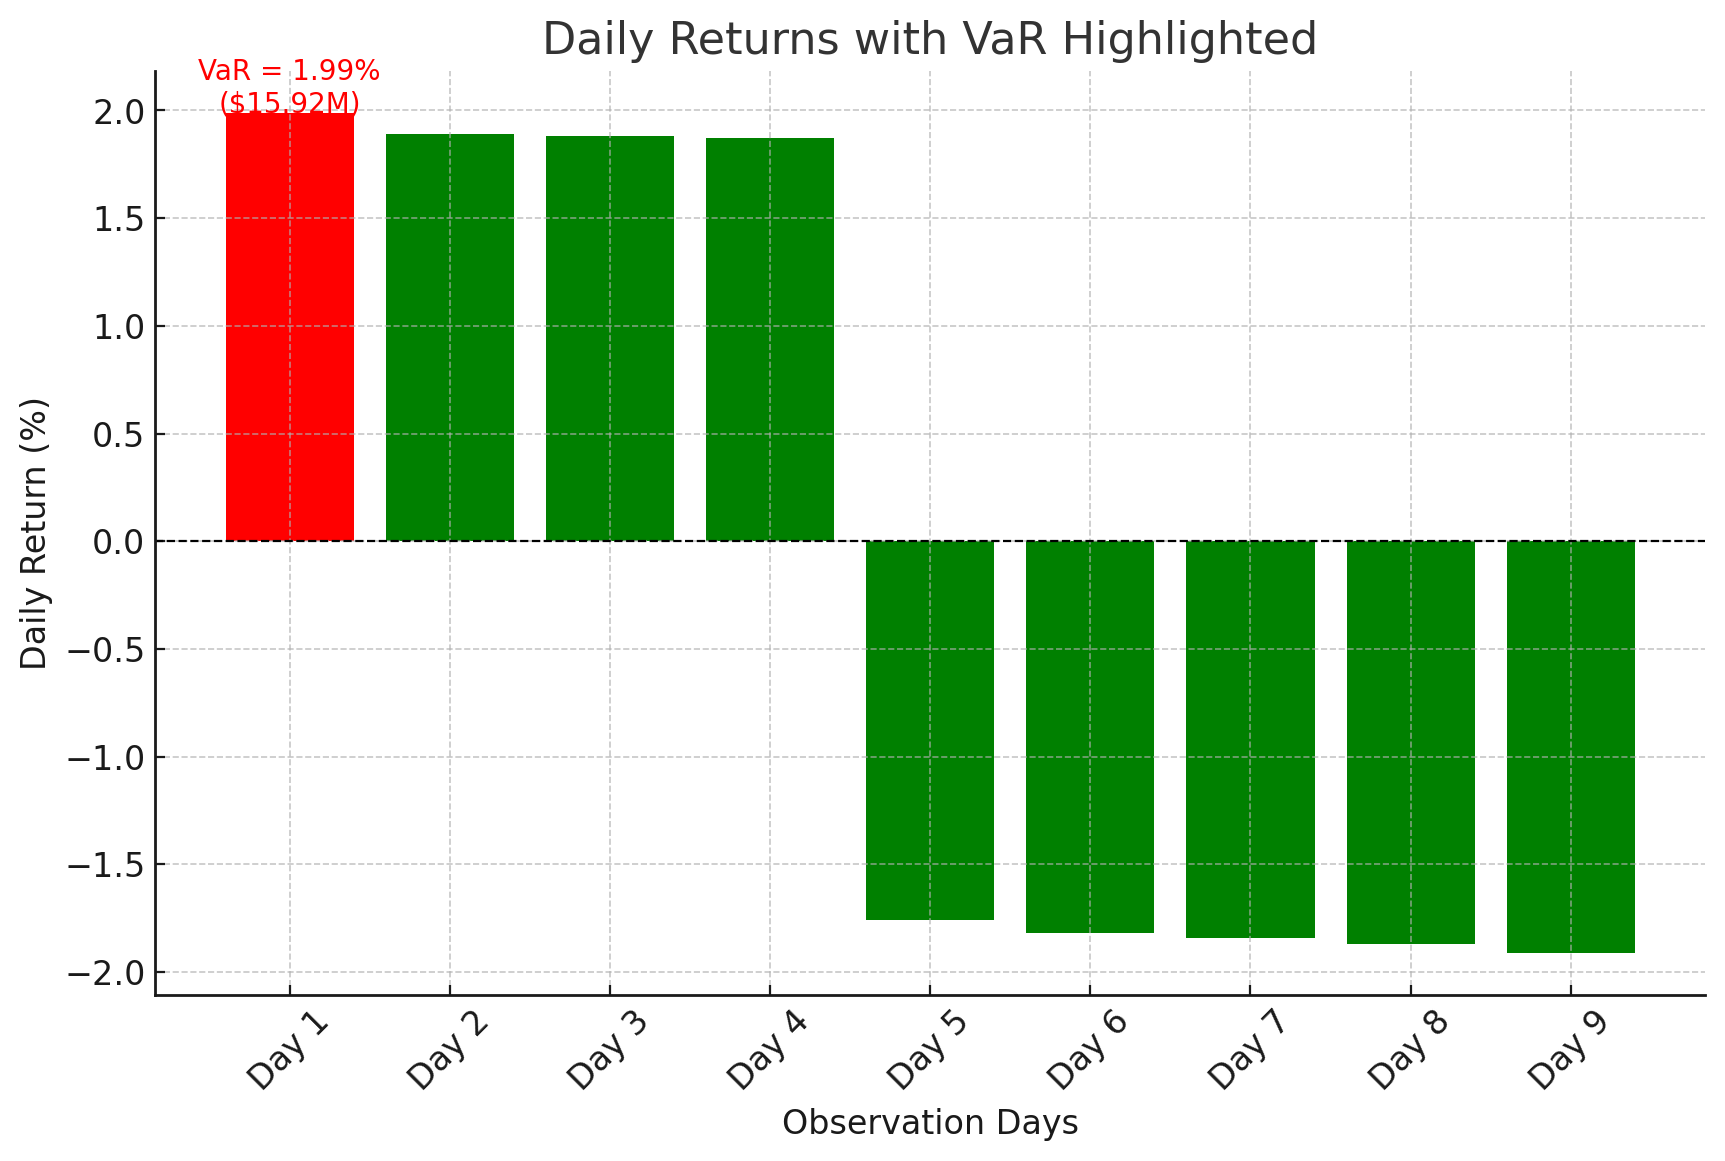 Daily Returns with VaR Highlighted
VaR = 1.99%
($15.92M)
Daily Return (%)
2.0
1.5
1.0
0.5
0.0
−0.5
−1.0
−1.5
−2.0
Day 1
Day 2
Day 3
Day 4
Day 5
Day 6
Day 7
Day 8
Day 9
Observation Days